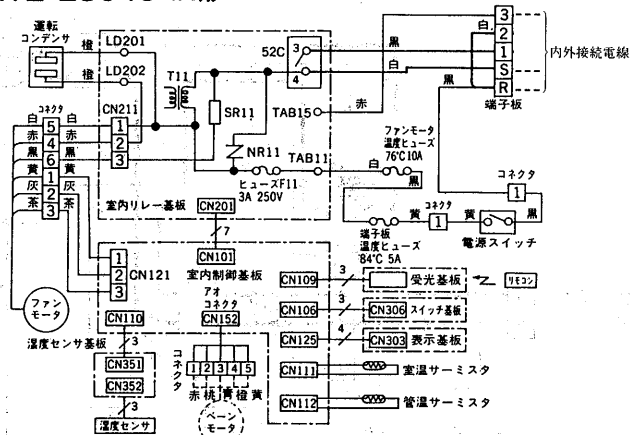 運転
コンデンサ
橙
橙
LD201
LD202
T11
52C
3
4
黒
白
赤
白
黒
3
2
1
S
R
端子板
内外接続電線
コネクタ
白 5 白
赤 4 赤
黒 6 黒
黄 1 黄
灰 2 灰
茶 3 茶
CN211
1
2
3
SR11
NR11
TAB15
TAB11
ヒューズF11
3A 250V
室内リレー基板
CN201
7
ファンモータ
温度ヒューズ
76℃10A
白
黒
コネクタ
1
黒
コネクタ
黄 1 黄
端子板
温度ヒューズ
84℃ 5A
電源スイッチ
CN101
室内制御基板
1
2
3
CN121
ファン
モータ
アオ
コネクタ
CN152
CN110
湿度センサ基板
3
CN351
CN352
3
湿度センサ
コネクタ
1 2 3 4 5
赤 桃 青 橙 黄
ベーン
モータ
CN109 3 受光基板 リモコン
CN106 3 CN306 スイッチ基板
CN125 4 CN303 表示基板
CN111 室温サーミスタ
CN112 管温サーミスタ